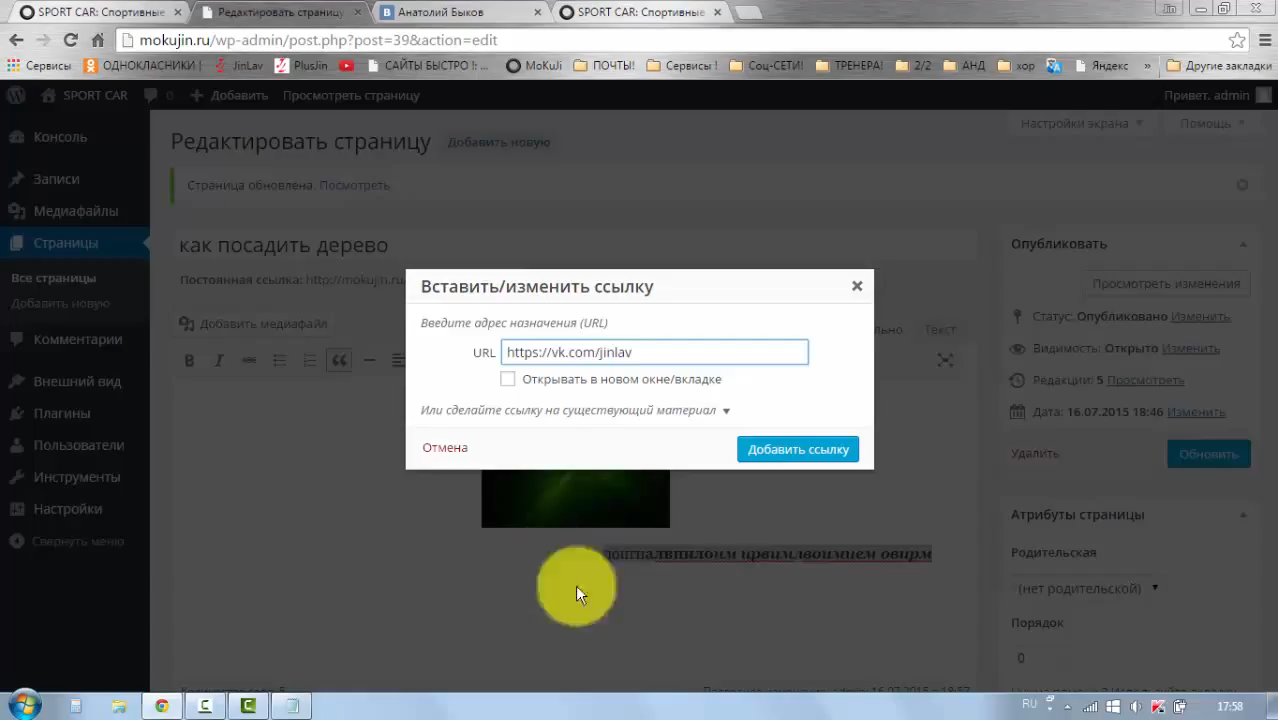 SPORT CAR: Спортивные
Редактировать страницу
Анатолий Быков
SPORT CAR: Спортивные
mokujin.ru/wp-admin/post.php?post=39&action=edit
Сервисы
ОДНОКЛАСНИКИ !
JinLav
PlusJin
САЙТЫ БЫСТРО !: ...
MoKuJi
ПОЧТЫ!
Сервисы !
Соц-СЕТИ!
ТРЕНЕРА!
2/2
АНД
хор
Яндекс
»
Другие закладки
SPORT CAR
0
Добавить
Просмотреть страницу
Привет, admin
Консоль
Записи
Медиафайлы
Страницы
Все страницы
Добавить новую
Комментарии
Внешний вид
Плагины
Пользователи
Инструменты
Настройки
Свернуть меню
Настройки экрана
Помощь
Редактировать страницу
Добавить новую
Страница обновлена. Посмотреть
как посадить дерево
Постоянная ссылка: http://mokujin.ru/
Добавить медиафайл
Текст
B I
Вставить/изменить ссылку
Введите адрес назначения (URL)
URL
https://vk.com/jinlav
Открывать в новом окне/вкладке
Или сделайте ссылку на существующий материал
Отмена
Добавить ссылку
Опубликовать
Просмотреть изменения
Статус: Опубликовано Изменить
Видимость: Открыто Изменить
Редакции: 5 Просмотреть
Дата: 16.07.2015 18:46 Изменить
Удалить
Обновить
Атрибуты страницы
Родительская
(нет родительской)
Порядок
0
RU
17:58